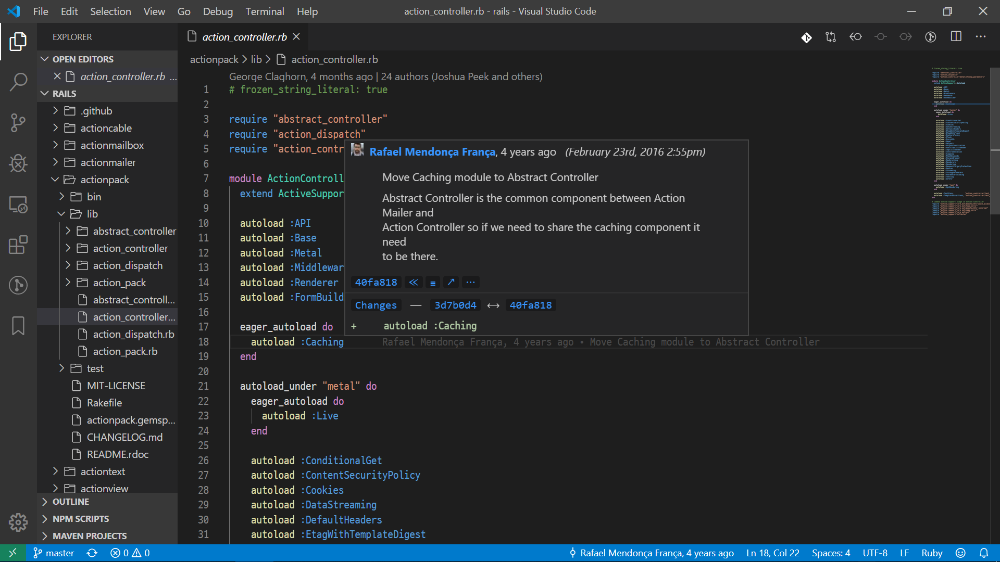 File Edit Selection View Go Debug Terminal Help
action_controller.rb - rails - Visual Studio Code
EXPLORER
OPEN EDITORS
action_controller.rb ...
RAILS
.github
actioncable
actionmailbox
actionmailer
actionpack
bin
lib
abstract_controller
action_controller
action_dispatch
action_pack
abstract_controll...
action_controller...
action_dispatch.rb
action_pack.rb
test
MIT-LICENSE
Rakefile
actionpack.gemsp...
CHANGELOG.md
README.rdoc
actiontext
actionview
OUTLINE
NPM SCRIPTS
MAVEN PROJECTS
action_controller.rb
actionpack > lib > action_controller.rb
George Claghorn, 4 months ago | 24 authors (Joshua Peek and others)
1 # frozen_string_literal: true
2
3 require "abstract_controller"
4 require "action_dispatch"
5 require "action_contr
6
7 module ActionControll
8 extend ActiveSuppor
9
10 autoload :API
11 autoload :Base
12 autoload :Metal
13 autoload :Middlewar
14 autoload :Renderer
15 autoload :FormBuild
16
17 eager_autoload do
18 autoload :Caching Rafael Mendonça França, 4 years ago • Move Caching module to Abstract Controller
19 end
20
21 autoload_under "metal" do
22 eager_autoload do
23 autoload :Live
24 end
25
26 autoload :ConditionalGet
27 autoload :ContentSecurityPolicy
28 autoload :Cookies
29 autoload :DataStreaming
30 autoload :DefaultHeaders
31 autoload :EtagWithTemplateDigest
Rafael Mendonça França, 4 years ago (February 23rd, 2016 2:55pm)
Move Caching module to Abstract Controller
Abstract Controller is the common component between Action
Mailer and
Action Controller so if we need to share the caching component it
need
to be there.
40fa818
Changes — 3d7b0d4 ↔ 40fa818
+ autoload :Caching
master 0 0
Rafael Mendonça França, 4 years ago Ln 18, Col 22 Spaces: 4 UTF-8 LF Ruby